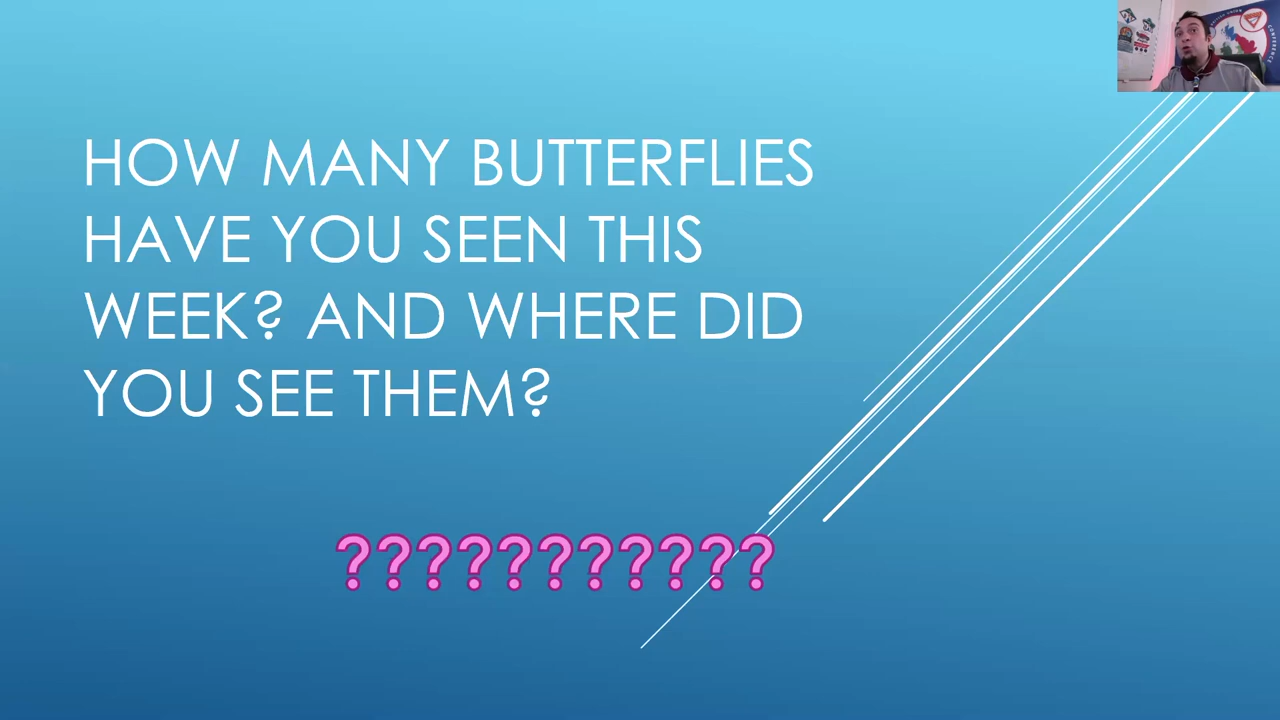 HOW MANY BUTTERFLIES
HAVE YOU SEEN THIS
WEEK? AND WHERE DID
YOU SEE THEM?
???????????